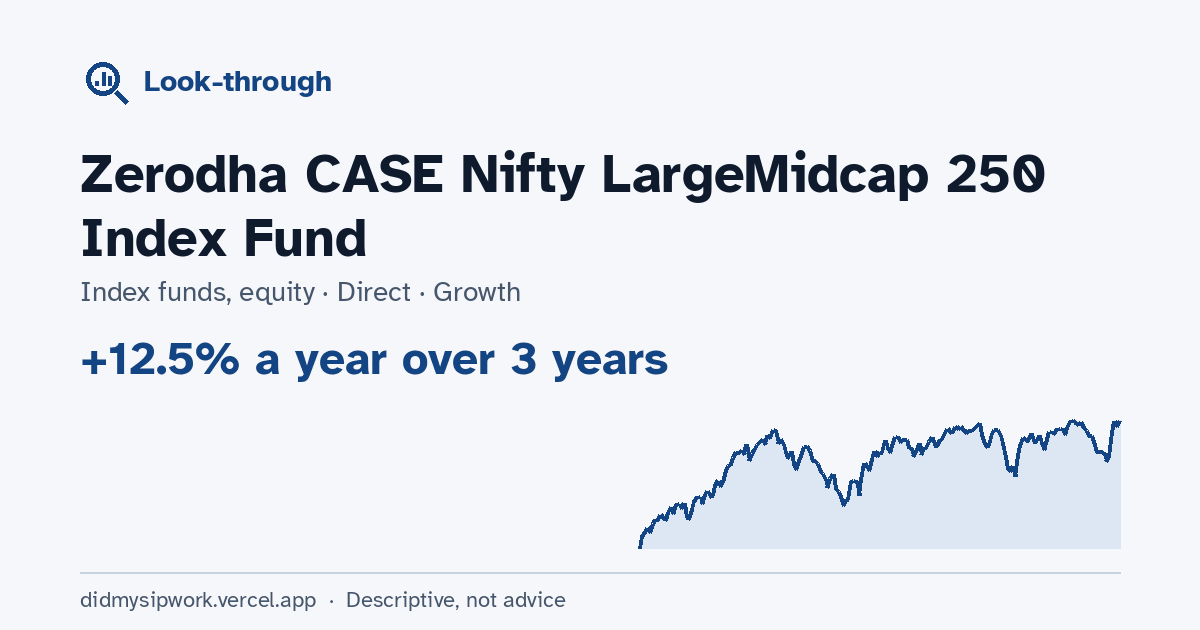 Look-through
Zerodha CASE Nifty LargeMidcap 250
Index Fund
Index funds, equity · Direct · Growth
+12.5% a year over 3 years
didmysipwork.vercel.app · Descriptive, not advice